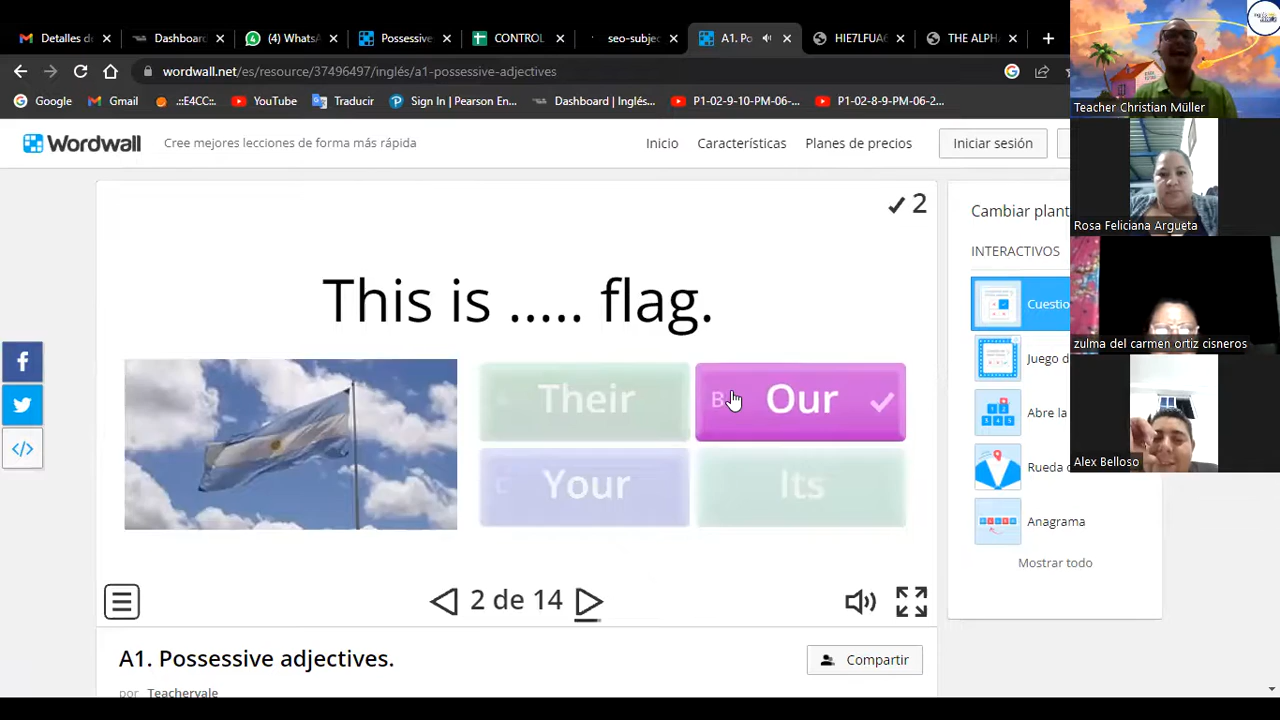 Detalles de
Dashboard
(4) WhatsA
Possessive
CONTROL
seo-subjec
A1. Po
HIE7LFUA
THE ALPH
wordwall.net/es/resource/37496497/inglés/a1-possessive-adjectives
Google
Gmail
.::E4CC::.
YouTube
Traducir
Sign In | Pearson En...
Dashboard | Inglés...
P1-02-9-10-PM-06-...
P1-02-8-9-PM-06-2...
Teacher Christian Müller
Wordwall
Cree mejores lecciones de forma más rápida
Inicio
Características
Planes de precios
Iniciar sesión
Rosa Feliciana Argueta
✓ 2
Cambiar plant
INTERACTIVOS
This is ..... flag.
Cuestio
zulma del carmen ortiz cisneros
Juego d
Their
B
Our
Abre la
Alex Belloso
Rueda
Your
Its
Anagrama
Mostrar todo
2 de 14
A1. Possessive adjectives.
Compartir
por Teachervale